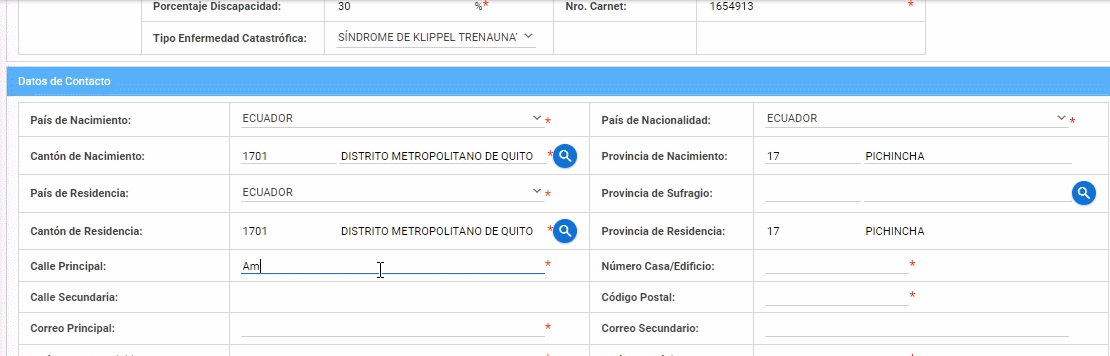 Porcentaje Discapacidad: 30 %* Nro. Carnet: 1654913 *
Tipo Enfermedad Catastrófica: SÍNDROME DE KLIPPEL TRENAUNA
Datos de Contacto
País de Nacimiento: ECUADOR * País de Nacionalidad: ECUADOR *
Cantón de Nacimiento: 1701 DISTRITO METROPOLITANO DE QUITO * Provincia de Nacimiento: 17 PICHINCHA
País de Residencia: ECUADOR * Provincia de Sufragio:
Cantón de Residencia: 1701 DISTRITO METROPOLITANO DE QUITO * Provincia de Residencia: 17 PICHINCHA
Calle Principal: Am * Número Casa/Edificio: *
Calle Secundaria: Código Postal: *
Correo Principal: * Correo Secundario: